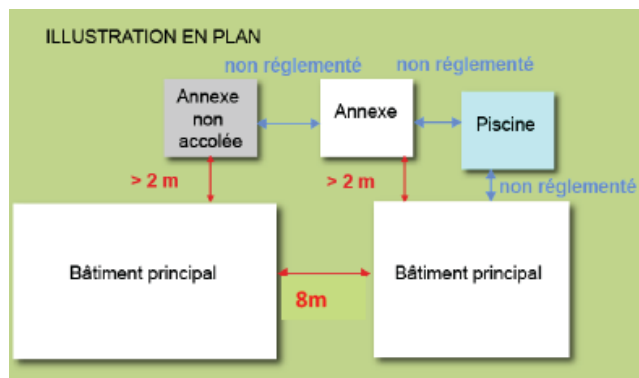 ILLUSTRATION EN PLAN
non réglementé
non réglementé
Annexe
non
accolée
Annexe
Piscine
> 2 m
> 2 m
non réglementé
Bâtiment principal
Bâtiment principal
8m